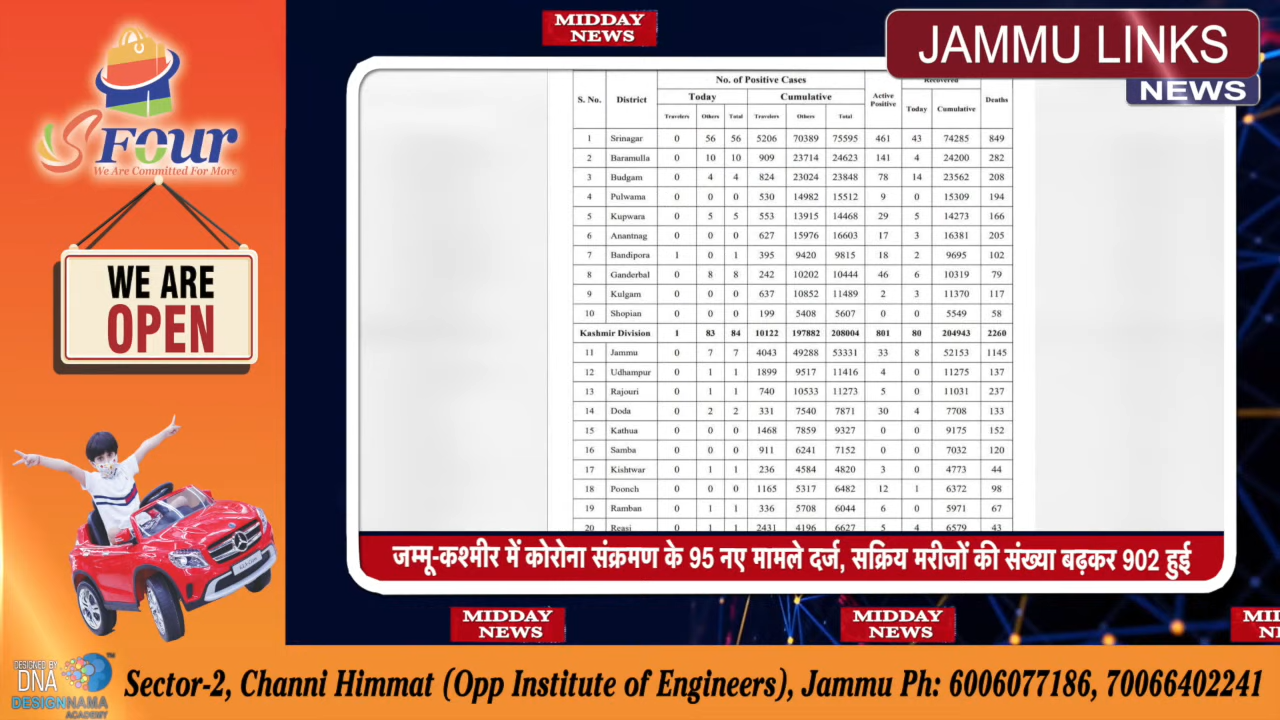 MIDDAY
NEWS
JAMMU LINKS
NEWS
S FOUR
We Are Committed For More
WE ARE
OPEN
No. of Positive Cases
S. No. District Today Cumulative Active Positive Recovered Deaths
Travelers Others Total Travelers Others Total Today Cumulative
1 Srinagar 0 56 56 5206 70389 75595 461 43 74285 849
2 Baramulla 0 10 10 909 23714 24623 141 4 24200 282
3 Budgam 0 4 4 824 23024 23848 78 14 23562 208
4 Pulwama 0 0 0 530 14982 15512 9 0 15309 194
5 Kupwara 0 5 5 553 13915 14468 29 5 14273 166
6 Anantnag 0 0 0 627 15976 16603 17 3 16381 205
7 Bandipora 1 0 1 395 9420 9815 18 2 9695 102
8 Ganderbal 0 8 8 242 10202 10444 46 6 10319 79
9 Kulgam 0 0 0 637 10852 11489 2 3 11370 117
10 Shopian 0 0 0 199 5408 5607 0 0 5549 58
Kashmir Division 1 83 84 10122 197882 208004 801 80 204943 2260
11 Jammu 0 7 7 4043 49288 53331 33 8 52153 1145
12 Udhampur 0 1 1 1899 9517 11416 4 0 11275 137
13 Rajouri 0 1 1 740 10533 11273 5 0 11031 237
14 Doda 0 2 2 331 7540 7871 30 4 7708 133
15 Kathua 0 0 0 1468 7859 9327 0 0 9175 152
16 Samba 0 0 0 911 6241 7152 0 0 7032 120
17 Kishtwar 0 1 1 236 4584 4820 3 0 4773 44
18 Poonch 0 0 0 1165 5317 6482 12 1 6372 98
19 Ramban 0 1 1 336 5708 6044 6 0 5971 67
20 Reasi 0 1 1 2431 4196 6627 5 4 6579 43
जम्मू-कश्मीर में कोरोना संक्रमण के 95 नए मामले दर्ज, सक्रिय मरीजों की संख्या बढ़कर 902 हुई
MIDDAY
NEWS
MIDDAY
NEWS
MI
N
DESIGNED BY
DNA
DESIGNNAMA
ACADEMY
Sector-2, Channi Himmat (Opp Institute of Engineers), Jammu Ph: 6006077186, 70066402241